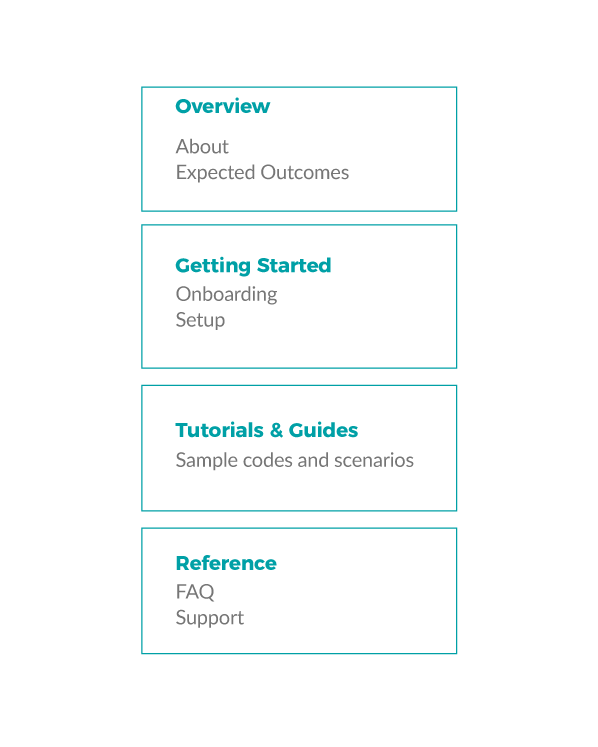 Overview
About
Expected Outcomes
Getting Started
Onboarding
Setup
Tutorials & Guides
Sample codes and scenarios
Reference
FAQ
Support